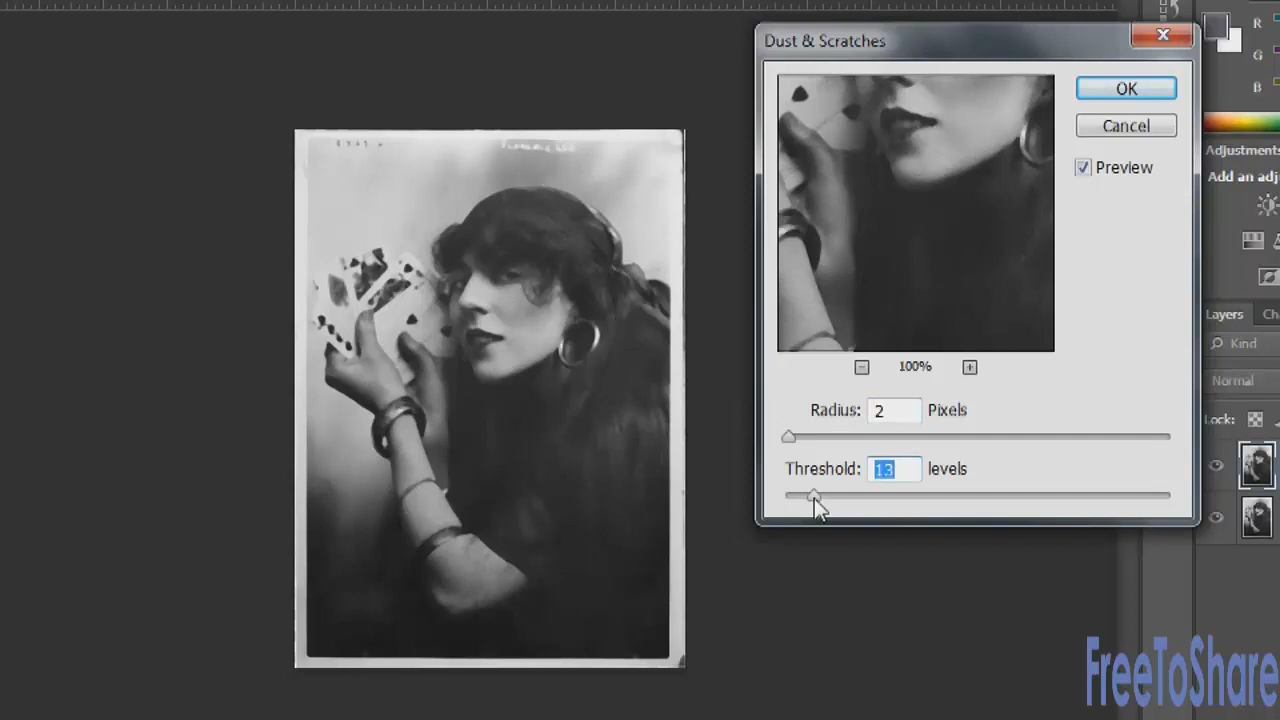 Dust & Scratches
OK
Cancel
Preview
100%
Radius: 2 Pixels
Threshold: 13 levels
R
G
B
Adjustments
Add an adj
Layers Ch
Kind
Normal
Lock:
FreeToShare